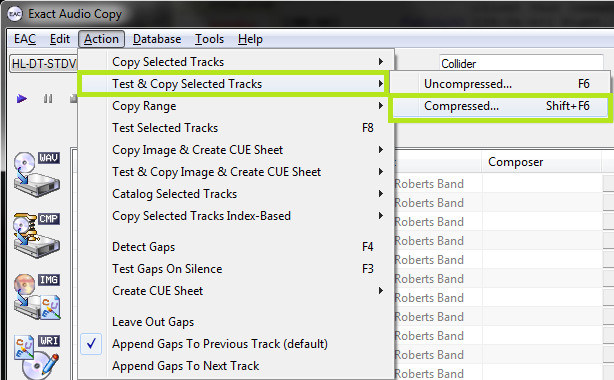 EAC Exact Audio Copy
EAC Edit Action Database Tools Help
HL-DT-STDV
Collider
Copy Selected Tracks
Test & Copy Selected Tracks
Uncompressed... F6
Copy Range
Compressed... Shift+F6
Test Selected Tracks F8
Copy Image & Create CUE Sheet
Test & Copy Image & Create CUE Sheet
Composer
Catalog Selected Tracks
Roberts Band
Copy Selected Tracks Index-Based
Roberts Band
Detect Gaps F4
Roberts Band
Test Gaps On Silence F3
Roberts Band
Create CUE Sheet
Roberts Band
Leave Out Gaps
Roberts Band
Append Gaps To Previous Track (default)
Roberts Band
Append Gaps To Next Track
Roberts Band
WAV
CMP
IMG
WRI